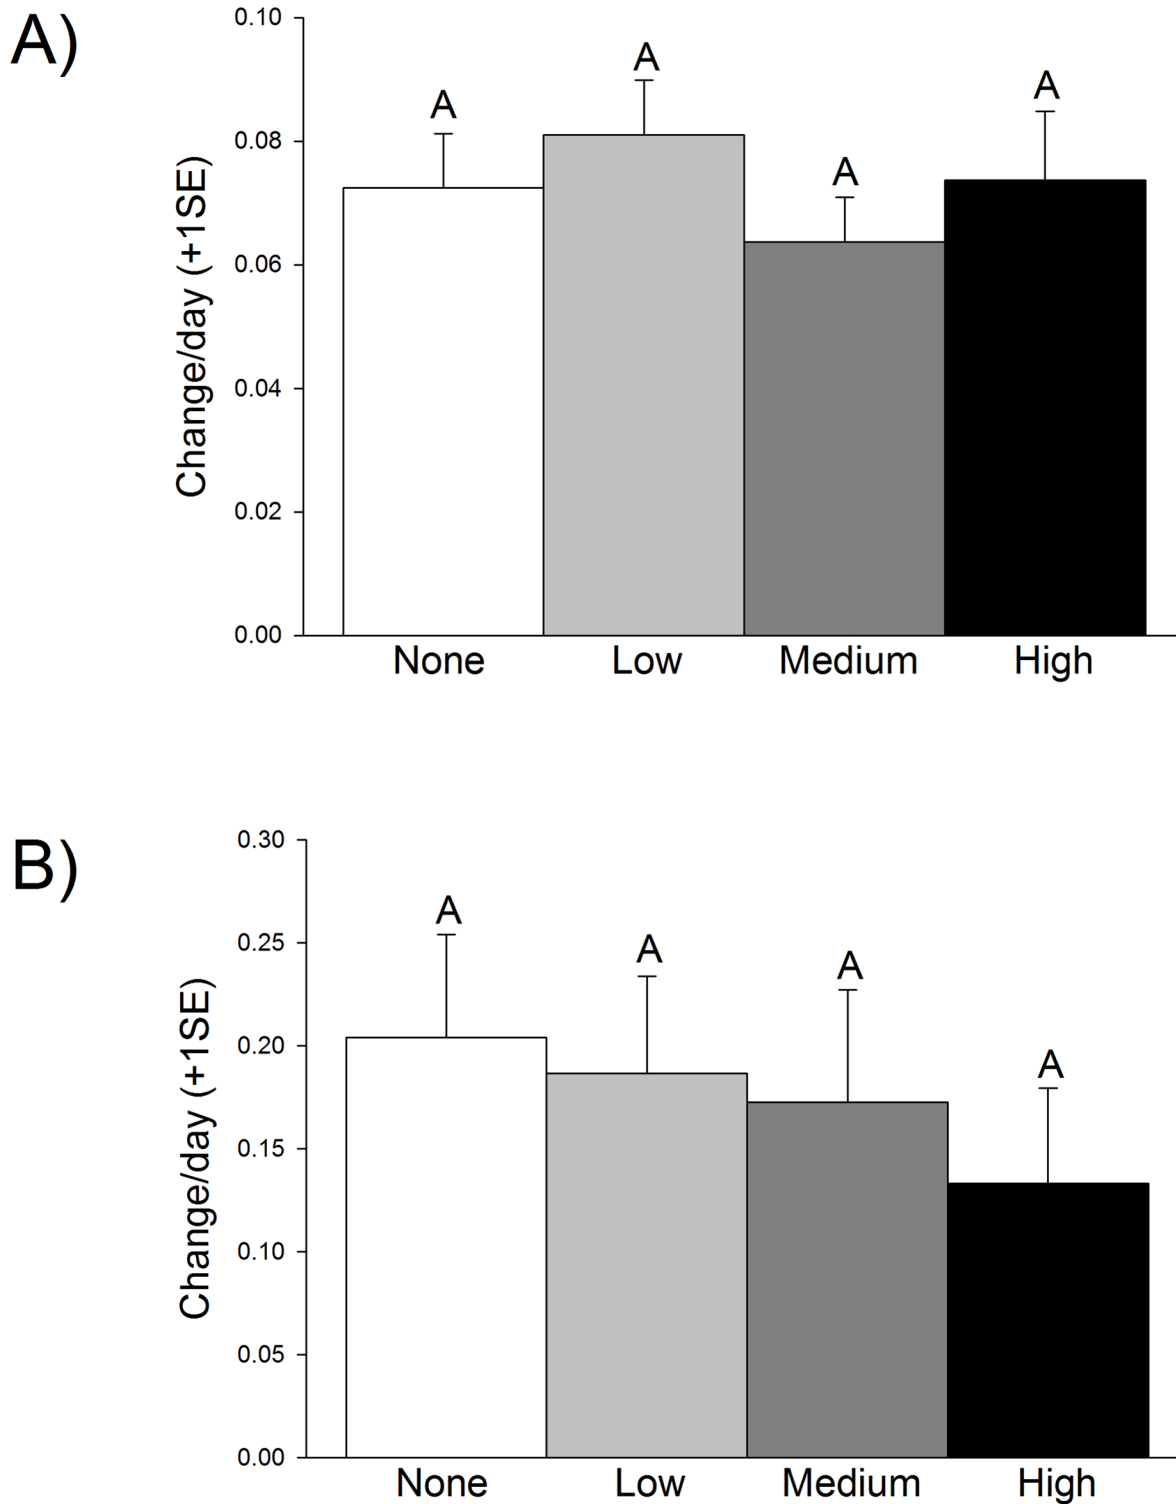 A)
Change/day (+1SE)
0.10
0.08
0.06
0.04
0.02
0.00
A
A
A
A
None
Low
Medium
High
B)
Change/day (+1SE)
0.30
0.25
0.20
0.15
0.10
0.05
0.00
A
A
A
A
None
Low
Medium
High